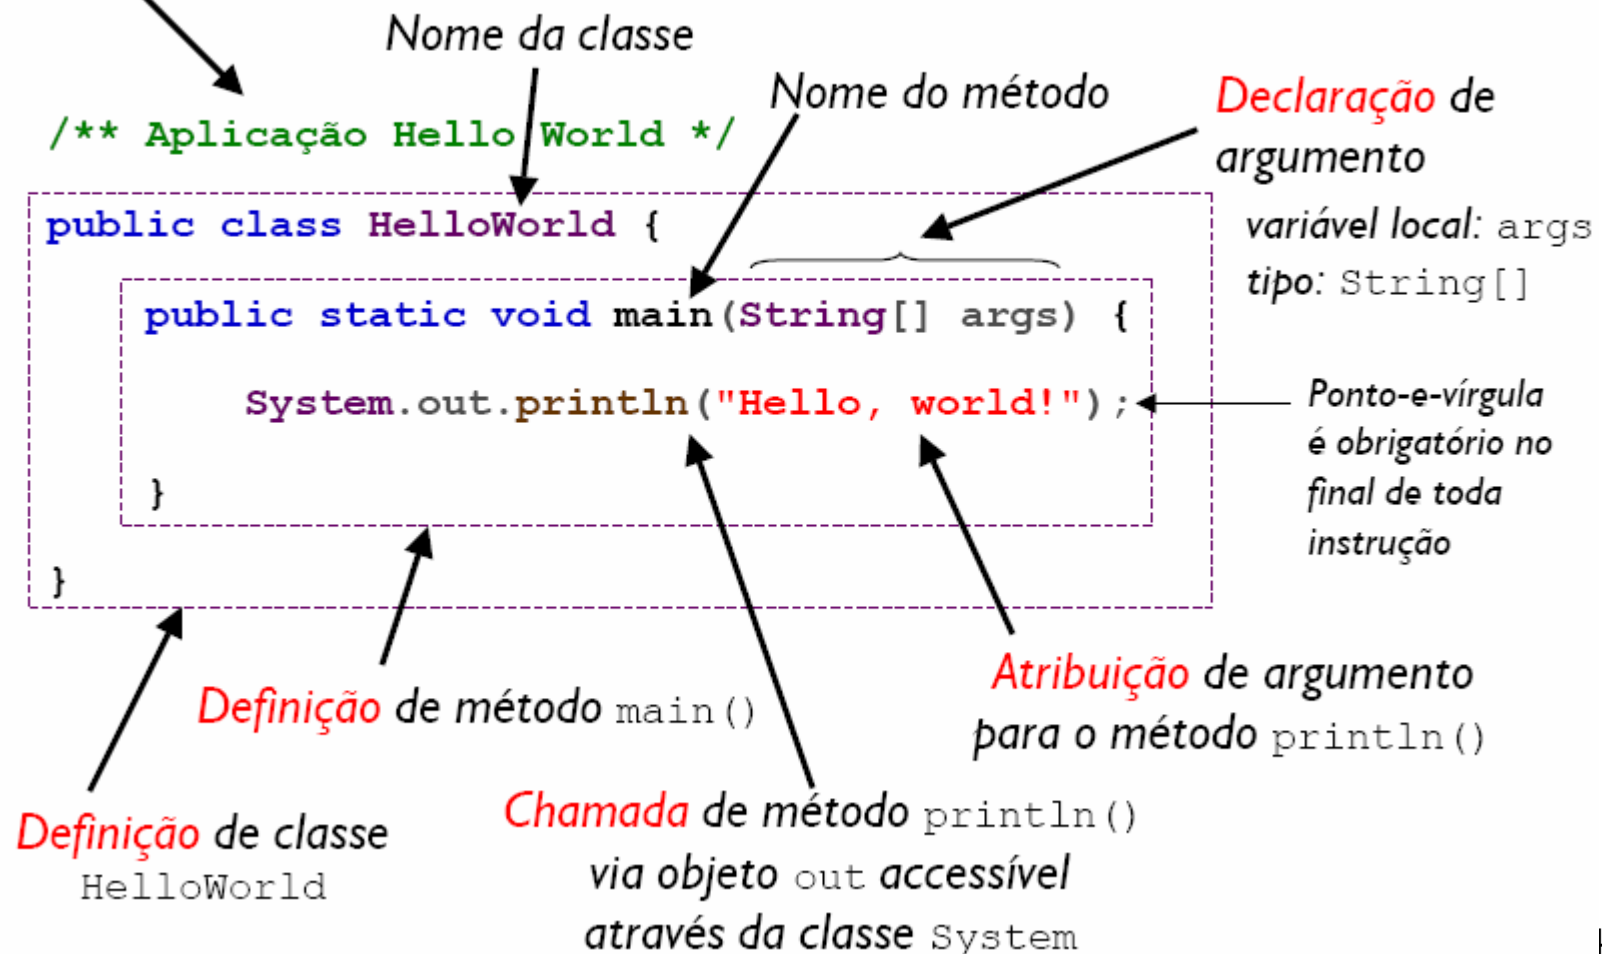 Nome da classe
Nome do método
Declaração de
argumento
variável local: args
tipo: String[]
/** Aplicação Hello World */
public class HelloWorld {
public static void main(String[] args) {
System.out.println("Hello, world!");
}
}
Ponto-e-vírgula
é obrigatório no
final de toda
instrução
Definição de método main()
Atribuição de argumento
para o método println()
Definição de classe
HelloWorld
Chamada de método println()
via objeto out accessível
através da classe System